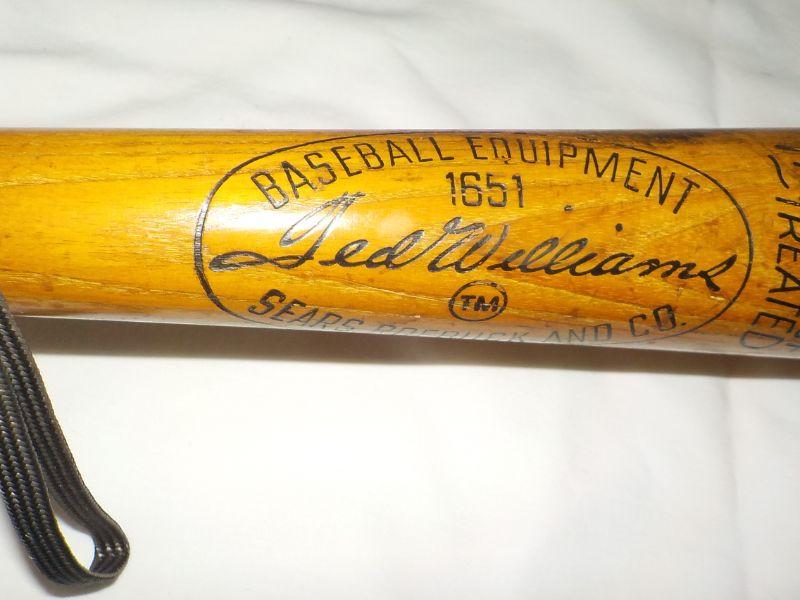 BASEBALL EQUIPMENT
1651
Ted Williams
TM
SEARS ROEBUCK AND CO.
TREATED